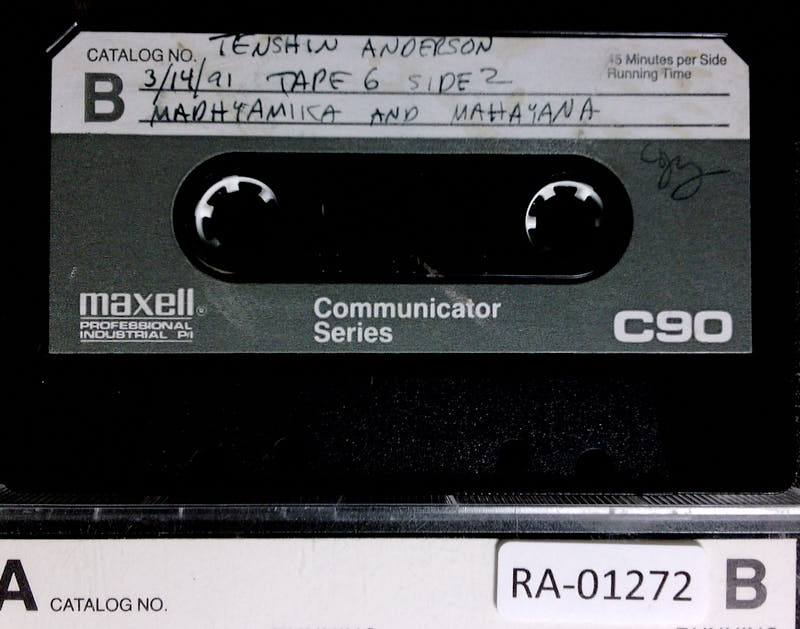 CATALOG NO. TENSHIN ANDERSON
45 Minutes per Side
Running Time
B 3/14/91 TAPE 6 SIDE 2
MADHYAMIKA AND MAHAYANA
Copy
maxell®
PROFESSIONAL
INDUSTRIAL P/I
Communicator
Series
C90
A CATALOG NO.
RA-01272 B